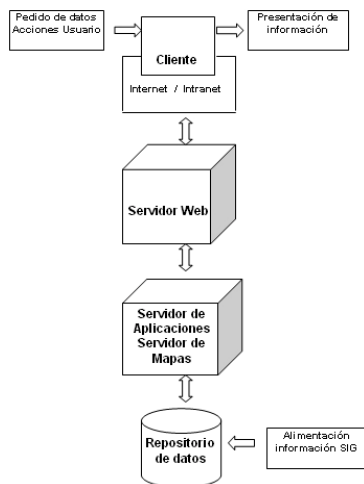 Pedido de datos
Acciones Usuario
Presentación de
información
Cliente
Internet / Intranet
Servidor Web
Servidor de
Aplicaciones
Servidor de
Mapas
Repositorio
de datos
Alimentación
información SIG